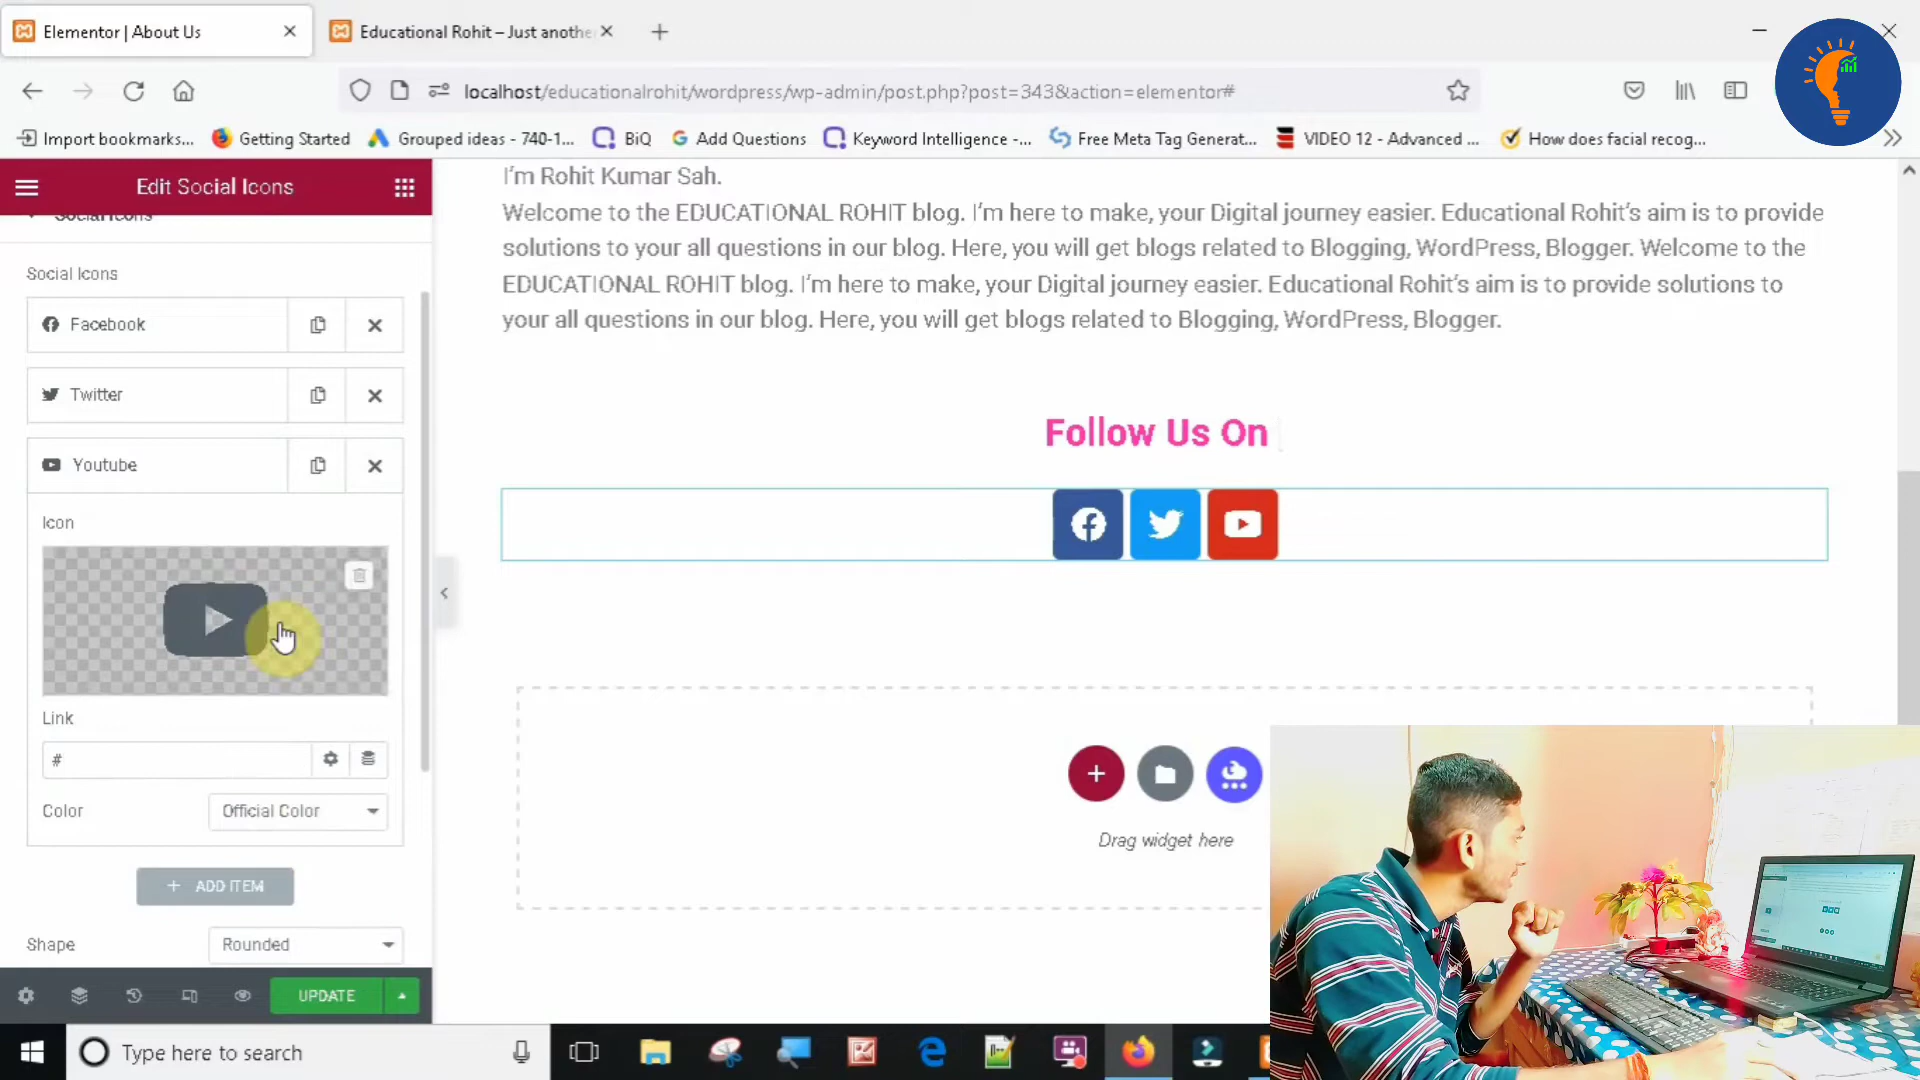 Elementor | About Us
Educational Rohit – Just anothe
localhost/educationalrohit/wordpress/wp-admin/post.php?post=343&action=elementor#
Import bookmarks...
Getting Started
Grouped ideas - 740-1...
BiQ
Add Questions
Keyword Intelligence -...
Free Meta Tag Generat...
VIDEO 12 - Advanced ...
How does facial recog...
Edit Social Icons
Social Icons
Social Icons
Facebook
Twitter
Youtube
Icon
Link
#
Color
Official Color
ADD ITEM
Shape
Rounded
UPDATE
I'm Rohit Kumar Sah.
Welcome to the EDUCATIONAL ROHIT blog. I'm here to make, your Digital journey easier. Educational Rohit's aim is to provide
solutions to your all questions in our blog. Here, you will get blogs related to Blogging, WordPress, Blogger. Welcome to the
EDUCATIONAL ROHIT blog. I'm here to make, your Digital journey easier. Educational Rohit's aim is to provide solutions to
your all questions in our blog. Here, you will get blogs related to Blogging, WordPress, Blogger.
Follow Us On
Drag widget here
Type here to search